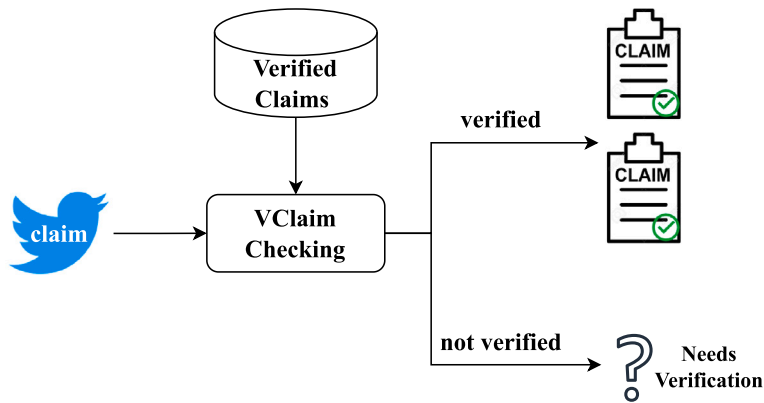 Verified
Claims
CLAIM
verified
CLAIM
claim
VClaim
Checking
not verified
Needs
Verification